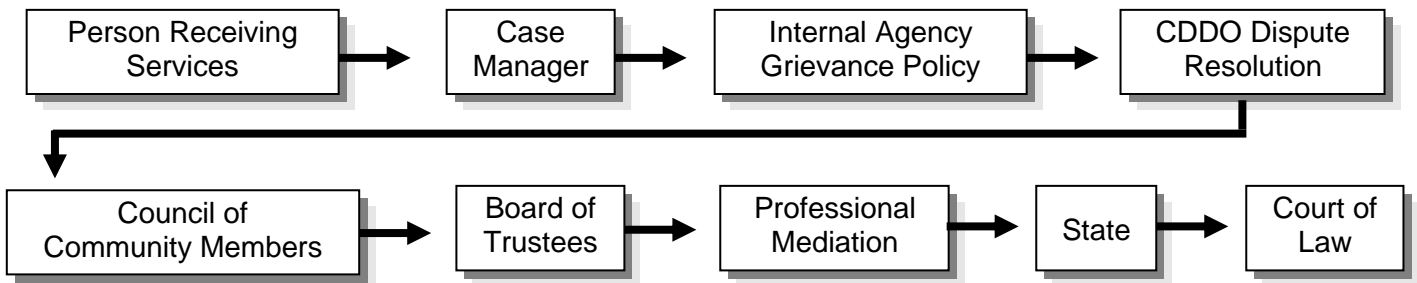 Person Receiving
Services
Case
Manager
Internal Agency
Grievance Policy
CDDO Dispute
Resolution
Council of
Community Members
Board of
Trustees
Professional
Mediation
State
Court of
Law